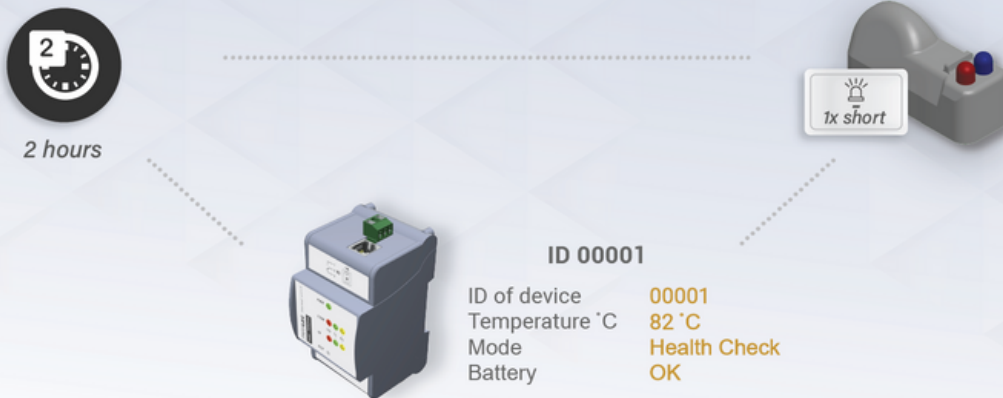 2
2 hours
1x short
ID 00001
ID of device 00001
Temperature ˚C 82 ˚C
Mode Health Check
Battery OK